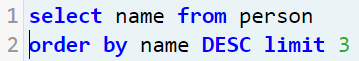 1 select name from person
2 order by name DESC limit 3